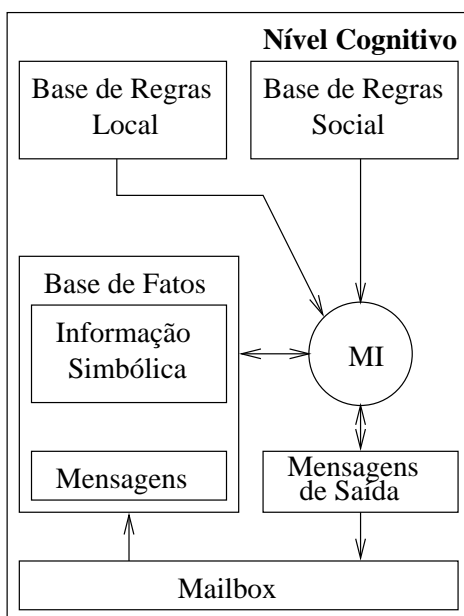 Nível Cognitivo
Base de Regras
Local
Base de Regras
Social
Base de Fatos
Informação
Simbólica
MI
Mensagens
Mensagens
de Saída
Mailbox